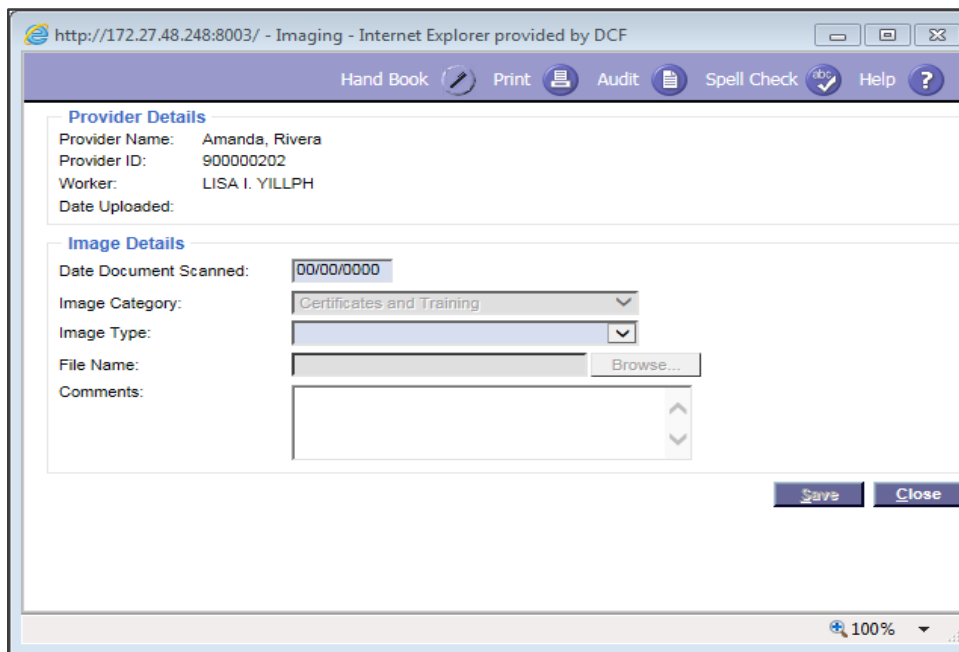 http://172.27.48.248:8003/ - Imaging - Internet Explorer provided by DCF
Hand Book Print Audit abc Spell Check Help ?
Provider Details
Provider Name: Amanda, Rivera
Provider ID: 900000202
Worker: LISA I. YILLPH
Date Uploaded:
Image Details
Date Document Scanned: 00/00/0000
Image Category: Certificates and Training
Image Type:
File Name: Browse...
Comments:
Save Close
100%